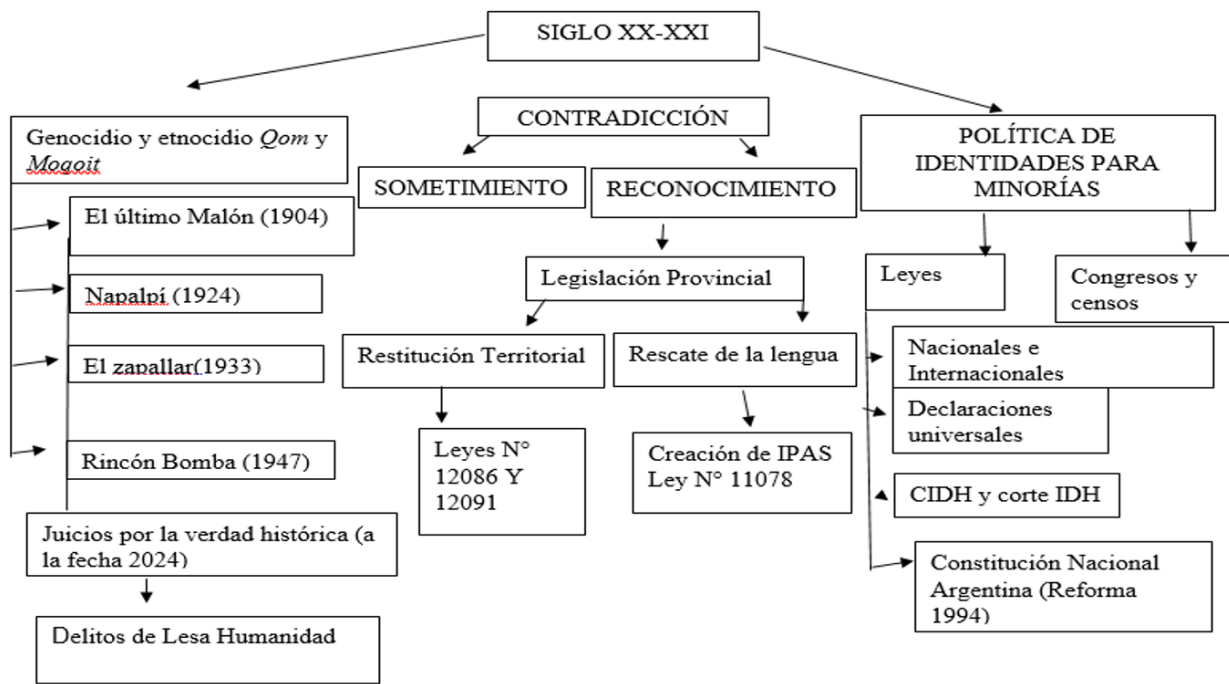 SIGLO XX-XXI
CONTRADICCIÓN
SOMETIMIENTO
RECONOCIMIENTO
Genocidio y etnocidio Qom y
Mogoit
El último Malón (1904)
Napalpí (1924)
El zapallar(1933)
Rincón Bomba (1947)
Juicios por la verdad histórica (a
la fecha 2024)
Delitos de Lesa Humanidad
Legislación Provincial
Restitución Territorial
Leyes N°
12086 Y
12091
Rescate de la lengua
Creación de IPAS
Ley N° 11078
POLÍTICA DE
IDENTIDADES PARA
MINORÍAS
Leyes
Congresos y
censos
Nacionales e
Internacionales
Declaraciones
universales
CIDH y corte IDH
Constitución Nacional
Argentina (Reforma
1994)